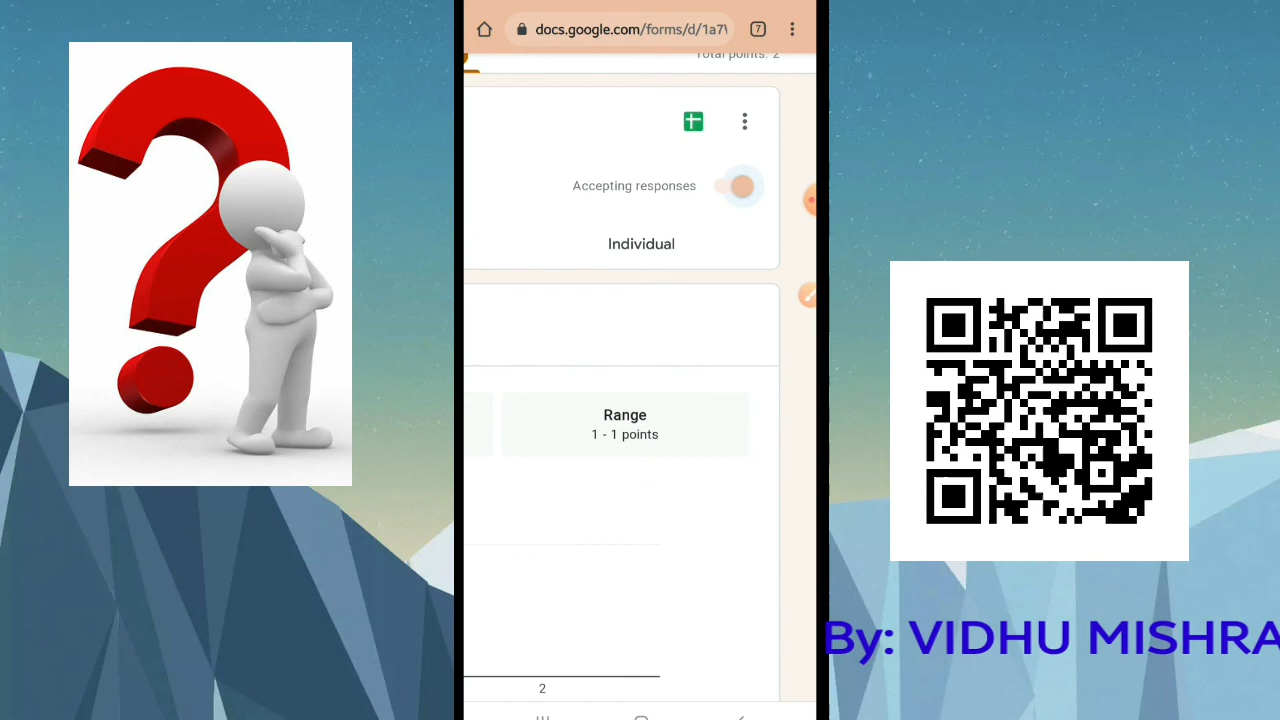 docs.google.com/forms/d/1a7V
7
Total points: 2
Accepting responses
Individual
Range
1 - 1 points
2
By: VIDHU MISHRA